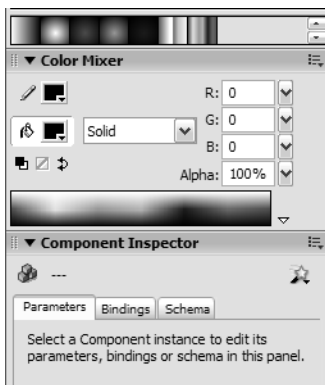 ▼ Color Mixer
R: 0
G: 0
Solid
B: 0
Alpha: 100%
▼ Component Inspector
---
Parameters Bindings Schema
Select a Component instance to edit its
parameters, bindings or schema in this panel.